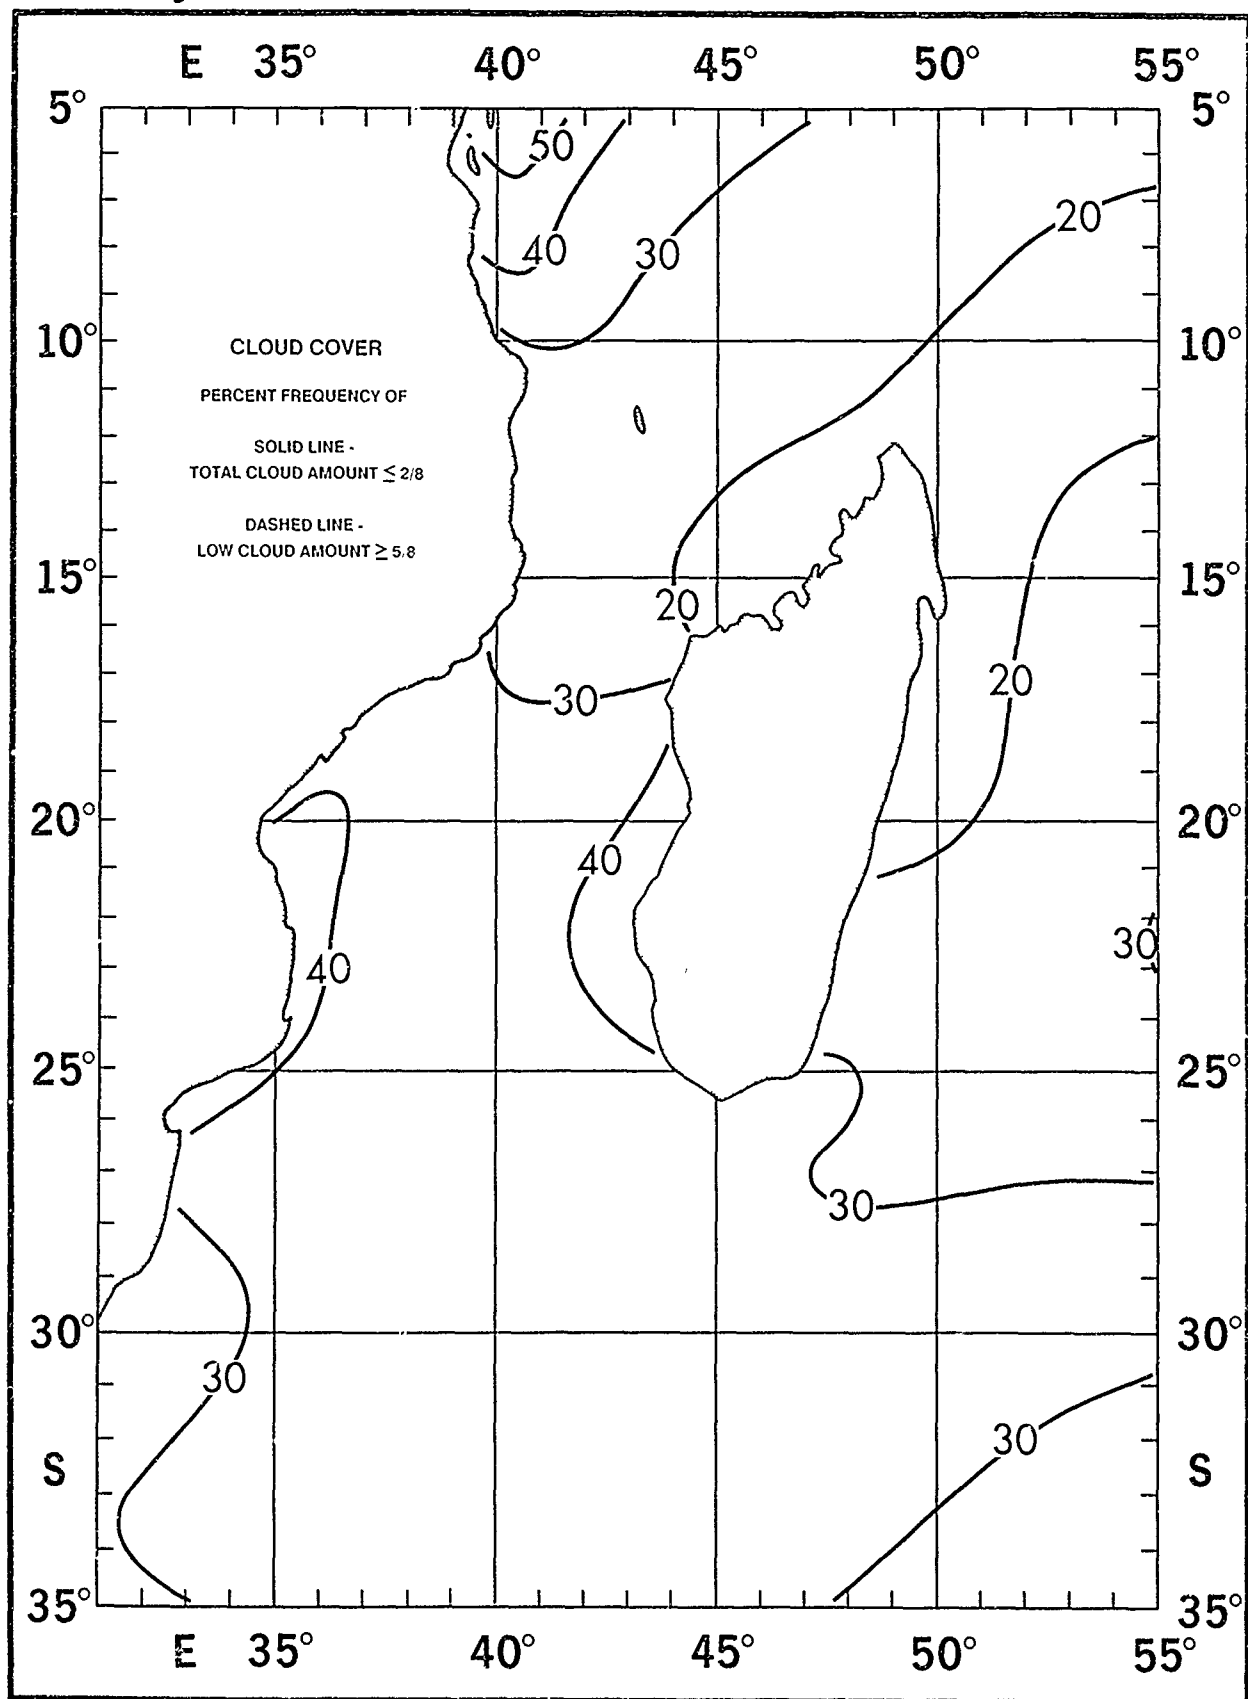 E 35° 40° 45° 50° 55°
5° 5°
50
20
40 30
10° 10°
CLOUD COVER
PERCENT FREQUENCY OF
SOLID LINE -
TOTAL CLOUD AMOUNT ≤ 2/8
DASHED LINE -
LOW CLOUD AMOUNT ≥ 5/8
15° 15°
20
20
30
20° 20°
40
30
40
25° 25°
30
30° 30°
30
30
S S
35° 35°
E 35° 40° 45° 50° 55°